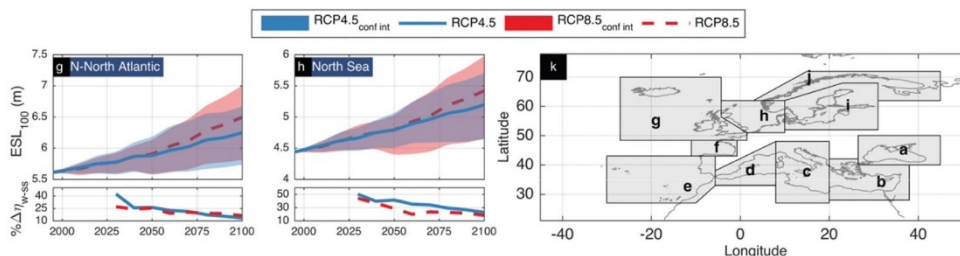 RCP4.5conf int RCP4.5 RCP8.5conf int RCP8.5
g N-North Atlantic
h North Sea
k
ESL100 (m)
7.5
7
6.5
6
5.5
6
5.5
5
4.5
4
%Δηw-ss
40
25
10
50
30
10
2000 2025 2050 2075 2100
2000 2025 2050 2075 2100
Latitude
70
60
50
40
30
j
h
i
g
f
a
d
c
b
e
-40 -20 0 20 40
Longitude